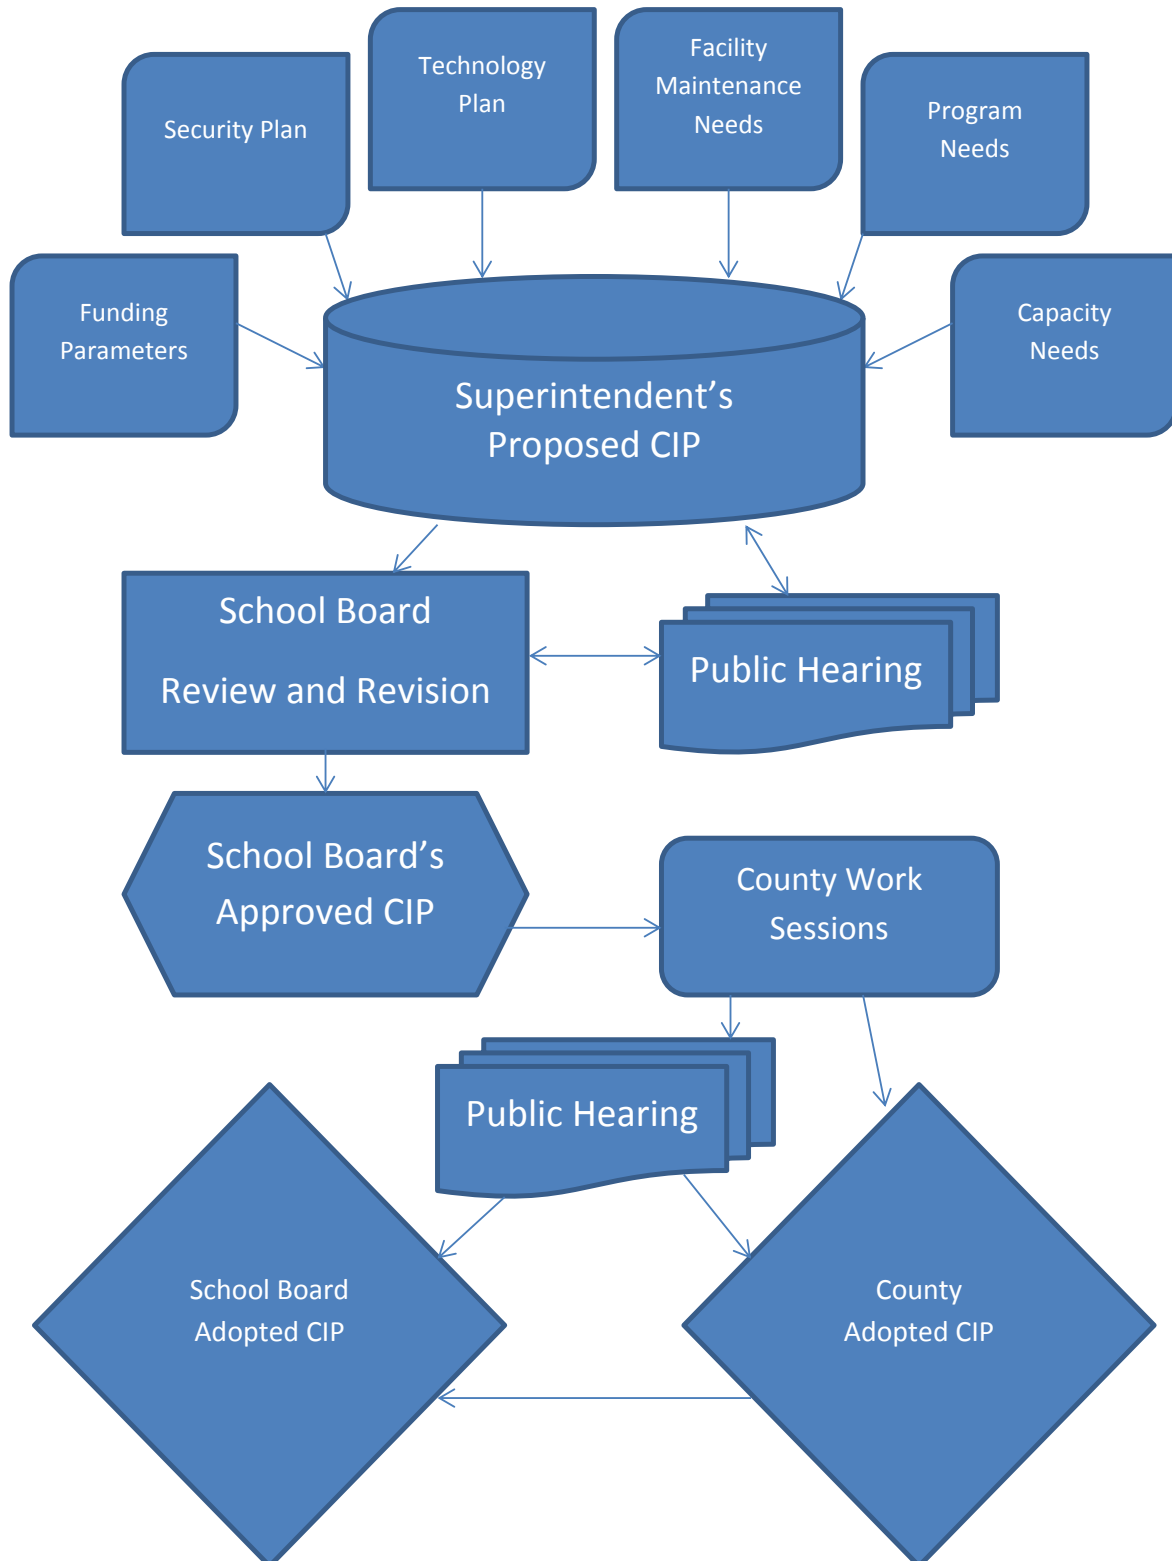 Security Plan
Technology
Plan
Facility
Maintenance
Needs
Program
Needs
Funding
Parameters
Capacity
Needs
Superintendent’s
Proposed CIP
School Board
Review and Revision
Public Hearing
School Board’s
Approved CIP
County Work
Sessions
Public Hearing
School Board
Adopted CIP
County
Adopted CIP